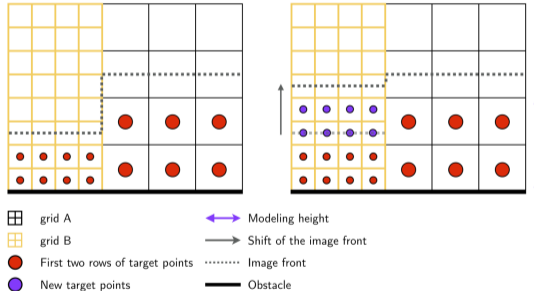 grid A
grid B
First two rows of target points
New target points
Modeling height
Shift of the image front
Image front
Obstacle